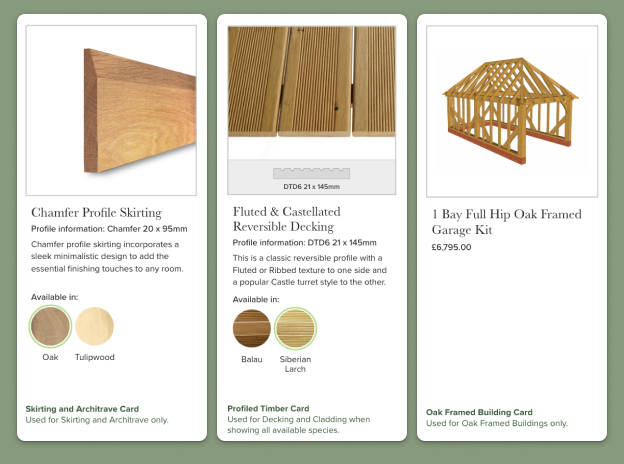 Chamfer Profile Skirting
Profile information: Chamfer 20 x 95mm
Chamfer profile skirting incorporates a
sleek minimalistic design to add the
essential finishing touches to any room.
Available in:
Oak
Tulipwood
Skirting and Architrave Card
Used for Skirting and Architrave only.
DTD6 21 x 145mm
Fluted & Castellated
Reversible Decking
Profile information: DTD6 21 x 145mm
This is a classic reversible profile with a
Fluted or Ribbed texture to one side and
a popular Castle turret style to the other.
Available in:
Balau
Siberian
Larch
Profiled Timber Card
Used for Decking and Cladding when
showing all available species.
1 Bay Full Hip Oak Framed
Garage Kit
£6,795.00
Oak Framed Building Card
Used for Oak Framed Buildings only.